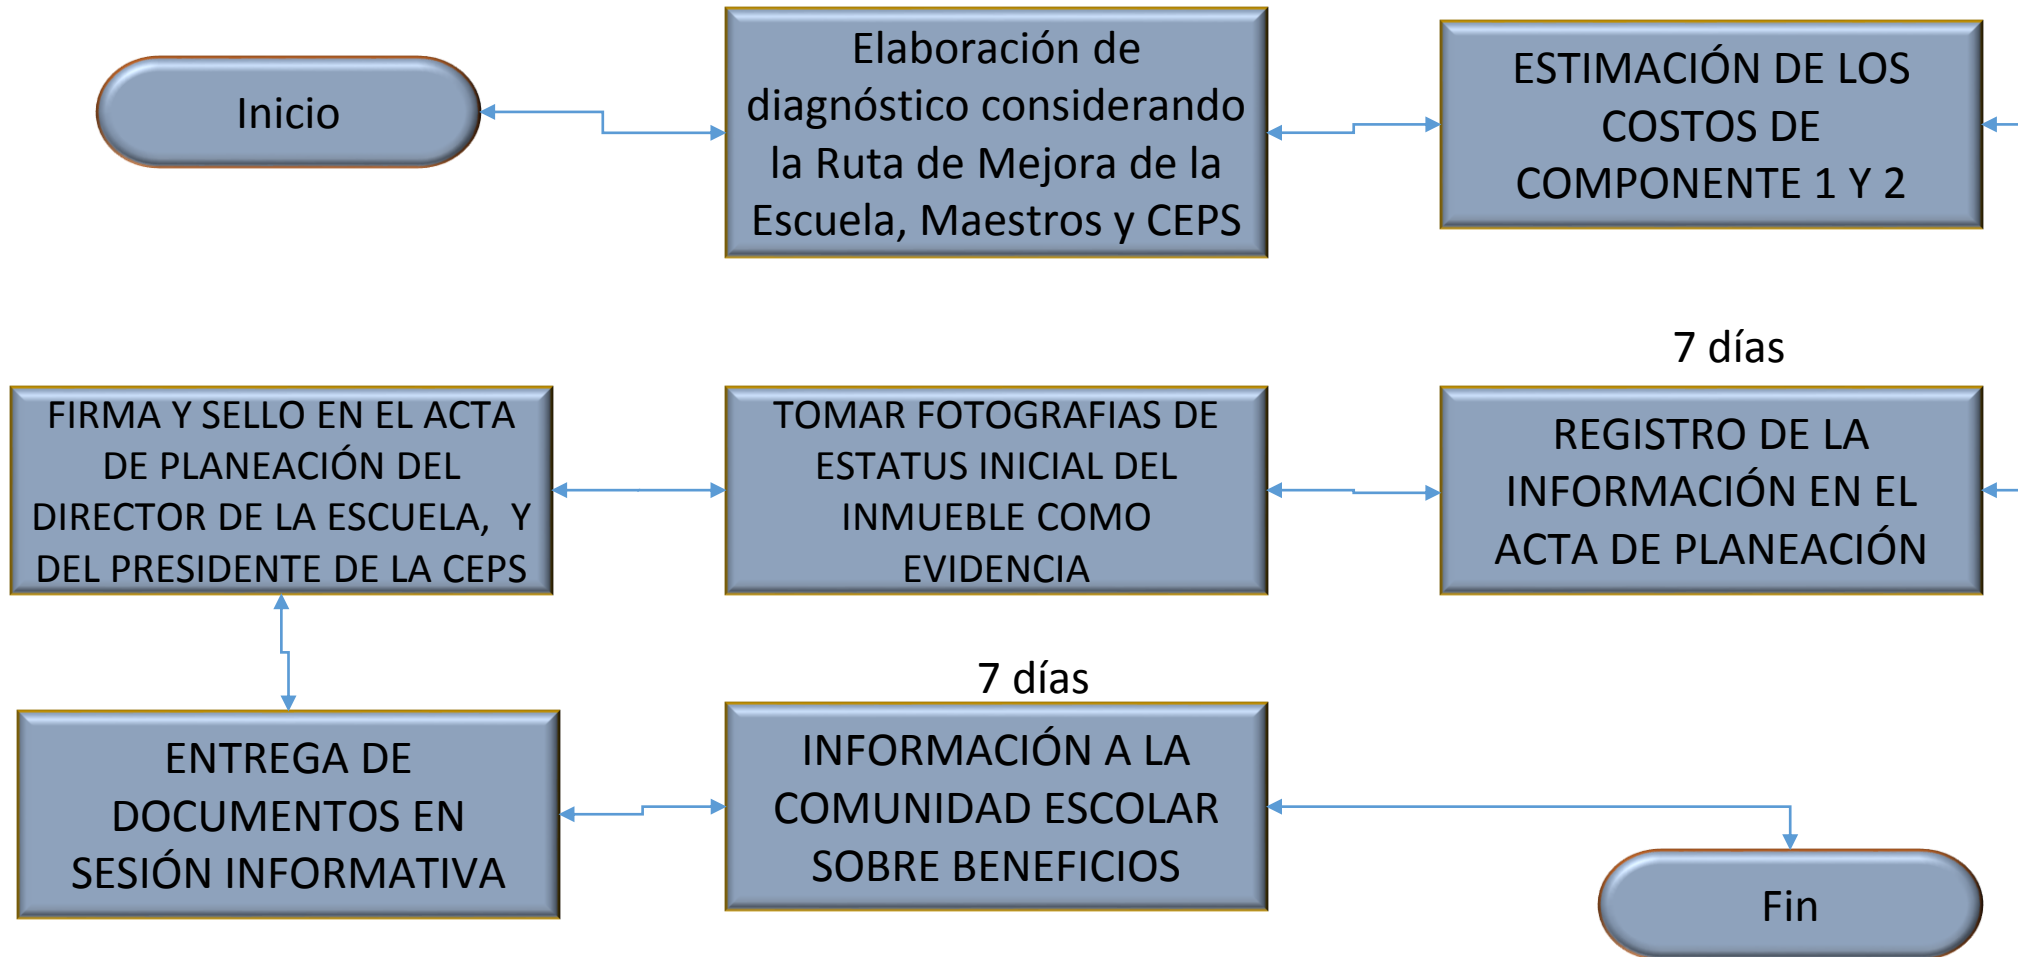 Inicio
Elaboración de
diagnóstico considerando
la Ruta de Mejora de la
Escuela, Maestros y CEPS
ESTIMACIÓN DE LOS
COSTOS DE
COMPONENTE 1 Y 2
7 días
FIRMA Y SELLO EN EL ACTA
DE PLANEACIÓN DEL
DIRECTOR DE LA ESCUELA, Y
DEL PRESIDENTE DE LA CEPS
TOMAR FOTOGRAFIAS DE
ESTATUS INICIAL DEL
INMUEBLE COMO
EVIDENCIA
REGISTRO DE LA
INFORMACIÓN EN EL
ACTA DE PLANEACIÓN
7 días
ENTREGA DE
DOCUMENTOS EN
SESIÓN INFORMATIVA
INFORMACIÓN A LA
COMUNIDAD ESCOLAR
SOBRE BENEFICIOS
Fin